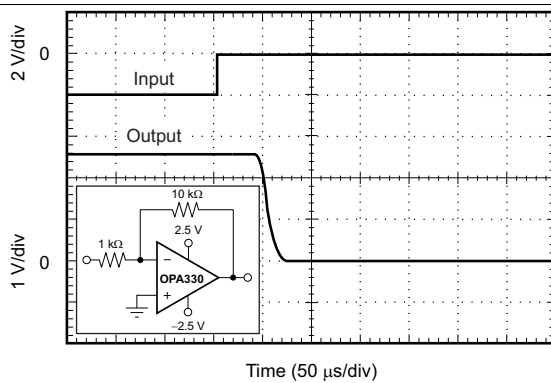 2 V/div
0
Input
Output
1 V/div
0
10 kΩ
2.5 V
1 kΩ
−
OPA330
+
−2.5 V
Time (50 μs/div)